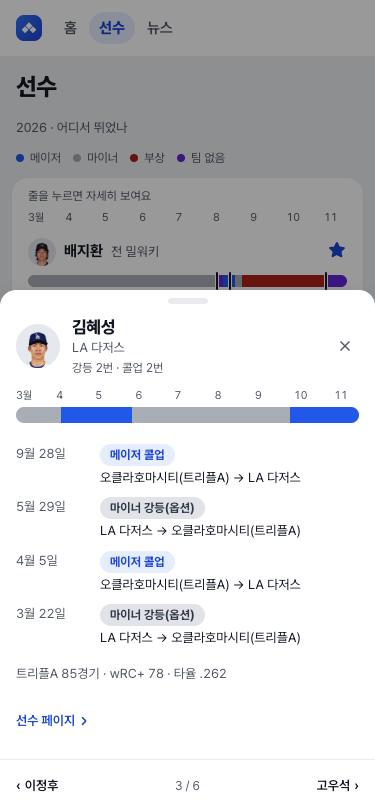 홈 선수 뉴스
선수
2026 · 어디서 뛰었나
메이저 마이너 부상 팀 없음
줄을 누르면 자세히 보여요
3월 4 5 6 7 8 9 10 11
배지환 전 밀워키
김혜성
LA 다저스
강등 2번 · 콜업 2번
3월 4 5 6 7 8 9 10 11
9월 28일 메이저 콜업
오클라호마시티(트리플A) → LA 다저스
5월 29일 마이너 강등(옵션)
LA 다저스 → 오클라호마시티(트리플A)
4월 5일 메이저 콜업
오클라호마시티(트리플A) → LA 다저스
3월 22일 마이너 강등(옵션)
LA 다저스 → 오클라호마시티(트리플A)
트리플A 85경기 · wRC+ 78 · 타율 .262
선수 페이지 ›
‹ 이정후 3 / 6 고우석 ›